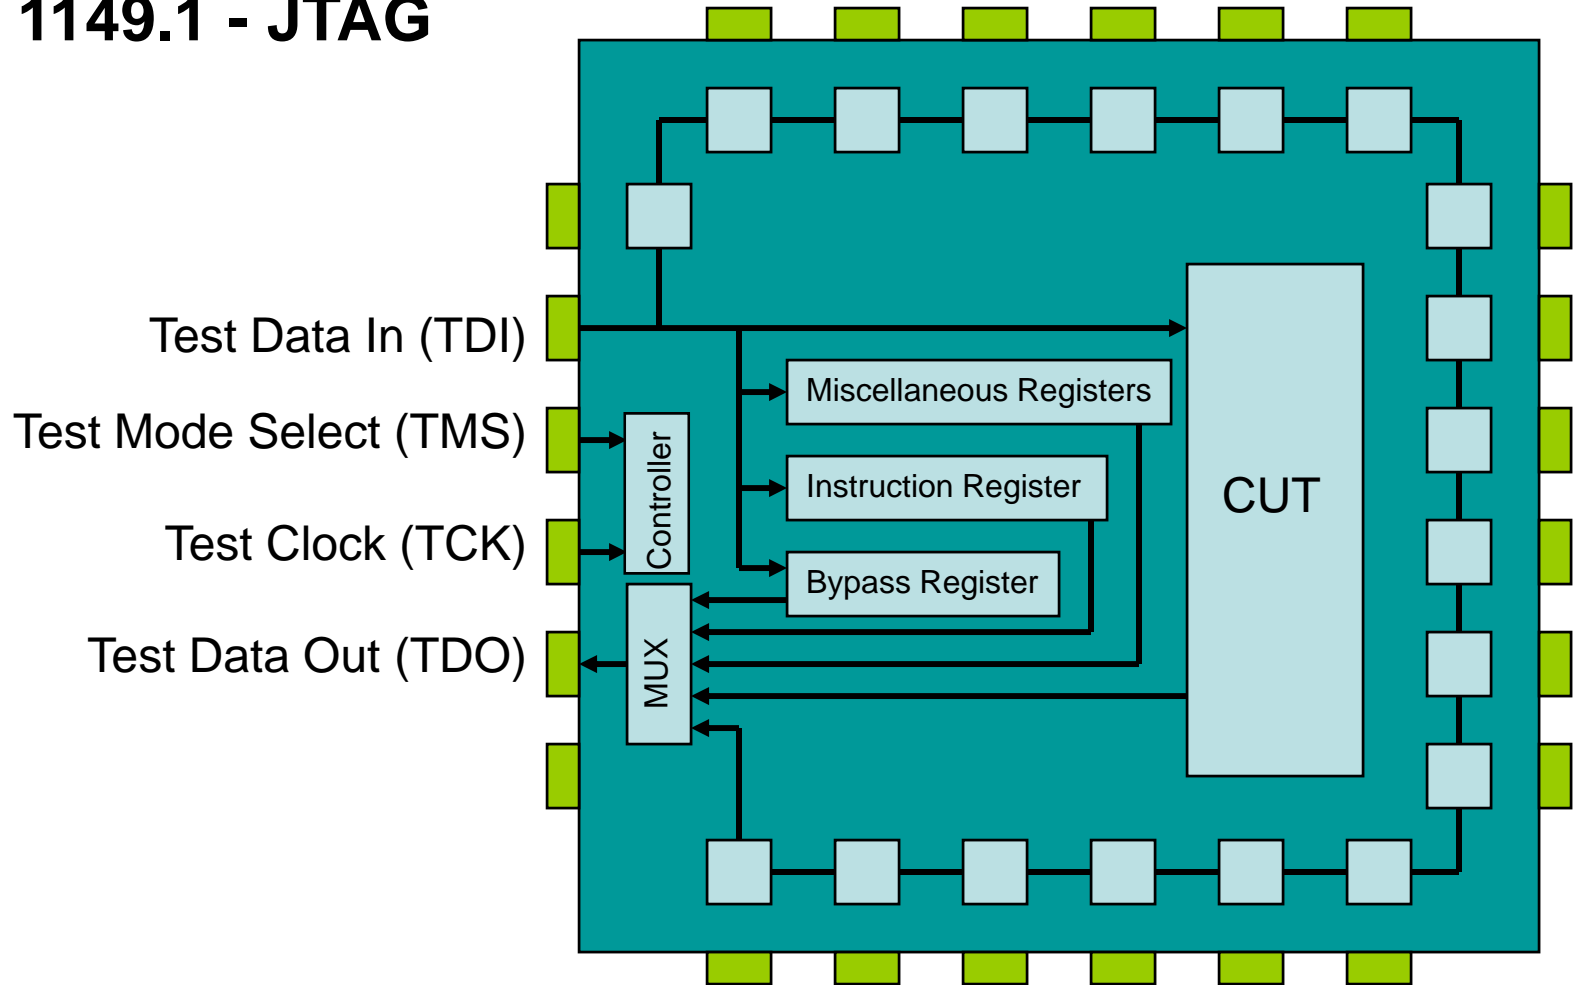 1149.1 - JTAG
Test Data In (TDI)
Test Mode Select (TMS)
Test Clock (TCK)
Test Data Out (TDO)
Controller
MUX
Miscellaneous Registers
Instruction Register
Bypass Register
CUT